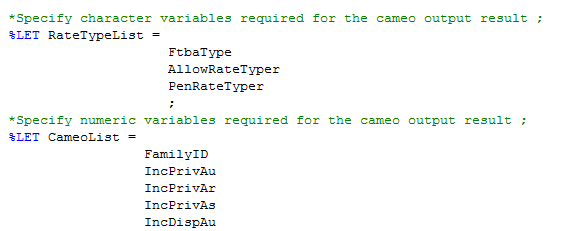 *Specify character variables required for the cameo output result ;
%LET RateTypeList =
FtbaType
AllowRateTyper
PenRateTyper
;
*Specify numeric variables required for the cameo output result ;
%LET CameoList =
FamilyID
IncPrivAu
IncPrivAr
IncPrivAs
IncDispAu